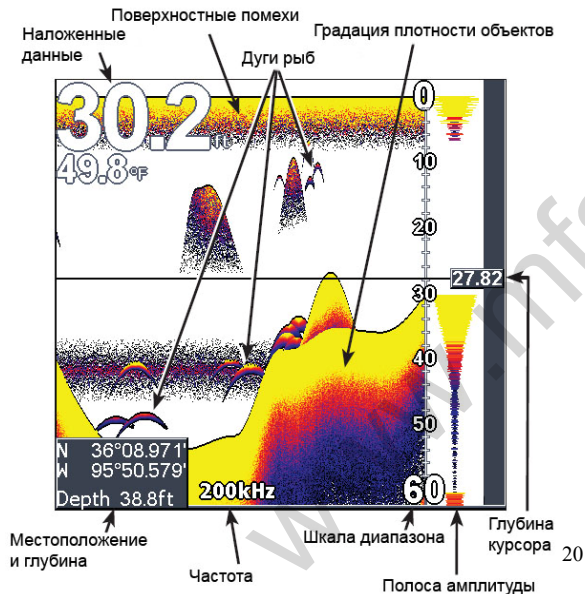 Поверхностные помехи
Наложенные
данные
Градация плотности объектов
Дуги рыб
30.2 ft
49.8°F
0
10
20
27.82
30
40
50
60
N 36°08.971'
W 95°50.579'
Depth 38.8ft
200kHz
Местоположение
и глубина
Частота
Шкала диапазона
Глубина
курсора
20
Полоса амплитуды
www.mfs